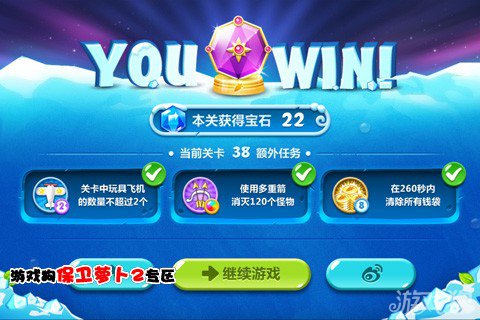 YOU WIN!
本关获得宝石 22
当前关卡 38 额外任务
关卡中玩具飞机
的数量不超过2个
2
使用多重箭
消灭120个怪物
在260秒内
清除所有钱袋
8
游戏狗保卫萝卜2专区
继续游戏